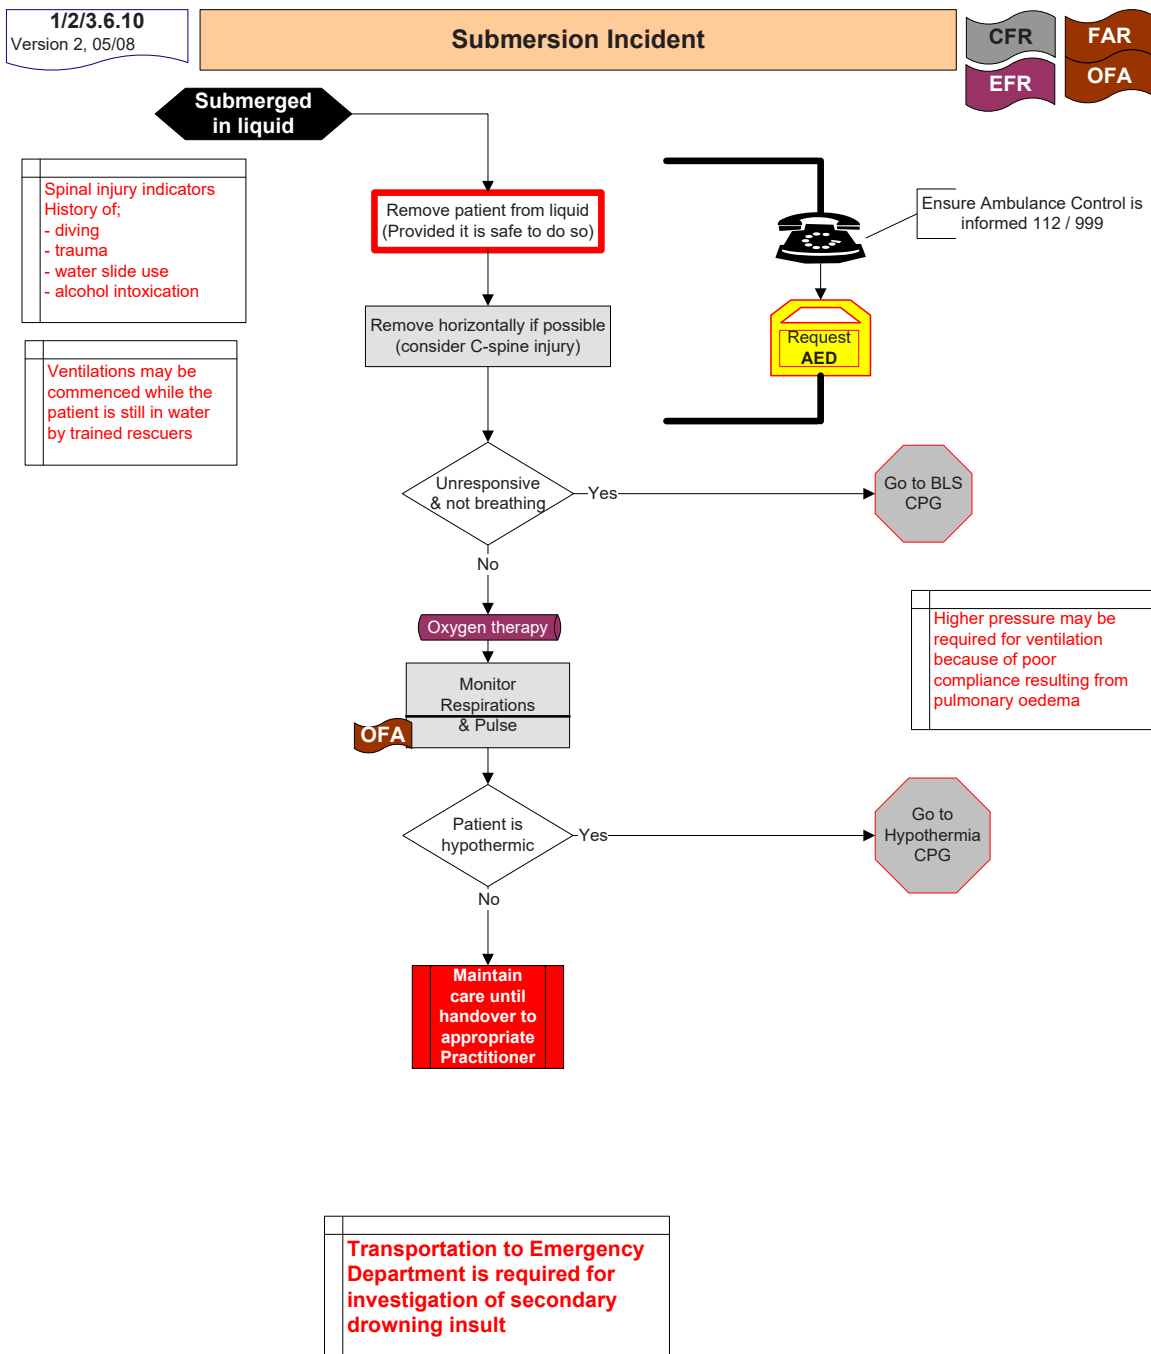 1/2/3.6.10
Version 2, 05/08
Submersion Incident
CFR
FAR
EFR
OFA
Submerged
in liquid
Spinal injury indicators
History of;
- diving
- trauma
- water slide use
- alcohol intoxication
Remove patient from liquid
(Provided it is safe to do so)
Ensure Ambulance Control is
informed 112 / 999
Remove horizontally if possible
(consider C-spine injury)
Request
AED
Ventilations may be
commenced while the
patient is still in water
by trained rescuers
Unresponsive
& not breathing
Yes
Go to BLS
CPG
No
Oxygen therapy
Higher pressure may be
required for ventilation
because of poor
compliance resulting from
pulmonary oedema
Monitor
Respirations
& Pulse
OFA
Patient is
hypothermic
Yes
Go to
Hypothermia
CPG
No
Maintain
care until
handover to
appropriate
Practitioner
Transportation to Emergency
Department is required for
investigation of secondary
drowning insult